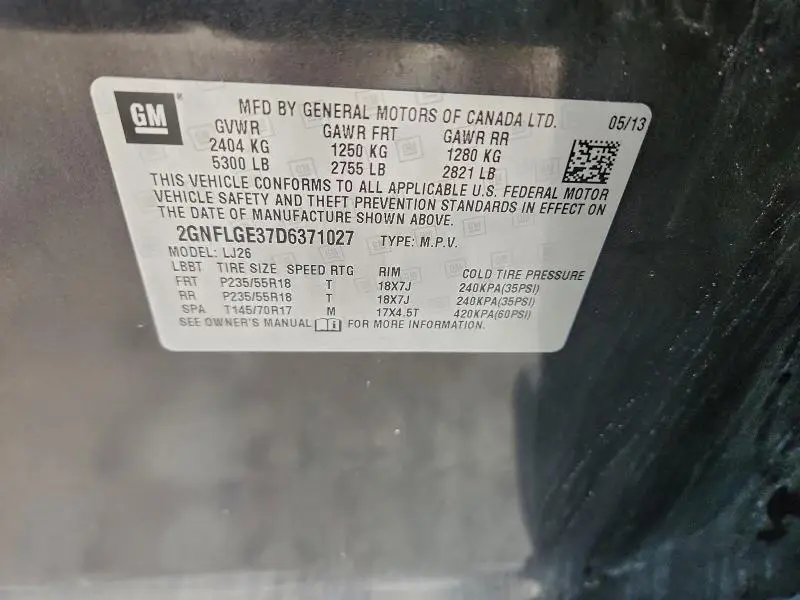 GM
MFD BY GENERAL MOTORS OF CANADA LTD. 05/13
GVWR GAWR FRT GAWR RR
2404 KG 1250 KG 1280 KG
5300 LB 2755 LB 2821 LB
THIS VEHICLE CONFORMS TO ALL APPLICABLE U.S. FEDERAL MOTOR
VEHICLE SAFETY AND THEFT PREVENTION STANDARDS IN EFFECT ON
THE DATE OF MANUFACTURE SHOWN ABOVE.
2GNFLGE37D6371027 TYPE: M.P.V.
MODEL: LJ26
LBBT TIRE SIZE SPEED RTG RIM COLD TIRE PRESSURE
FRT P235/55R18 T 18X7J 240KPA(35PSI)
RR P235/55R18 T 18X7J 240KPA(35PSI)
SPA T145/70R17 M 17X4.5T 420KPA(60PSI)
SEE OWNER'S MANUAL FOR MORE INFORMATION.